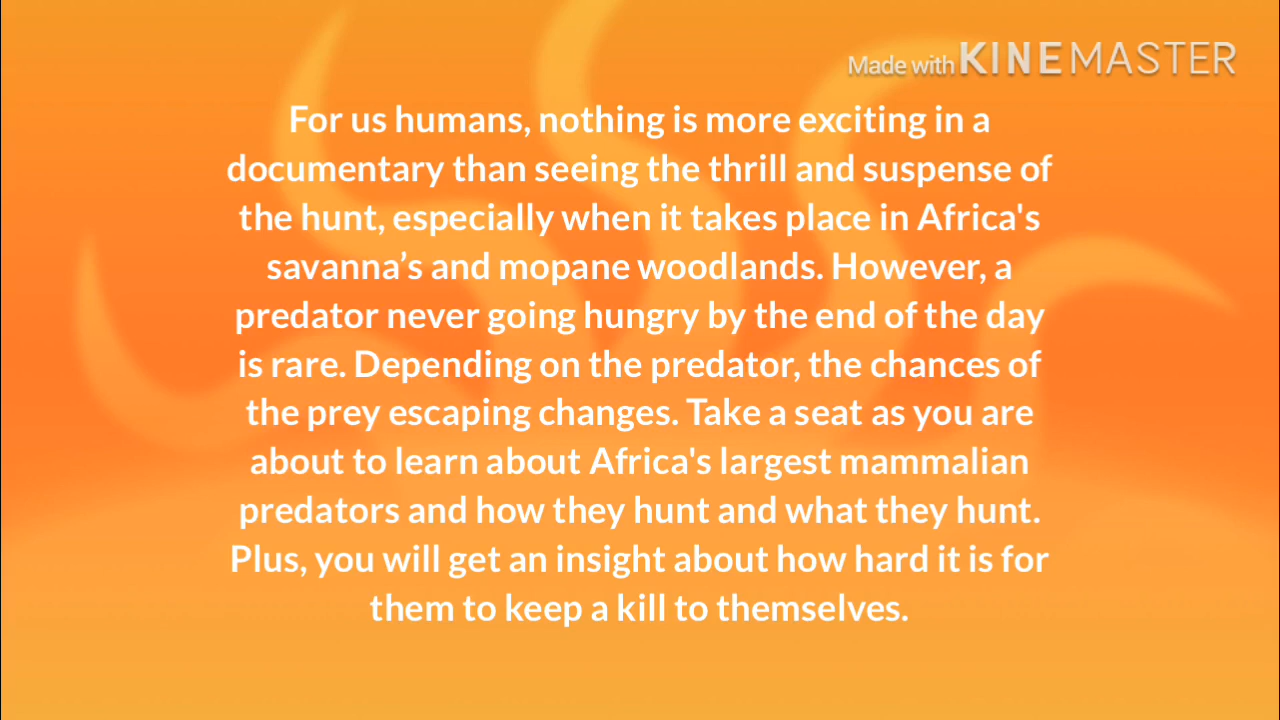 Made with KINEMASTER
For us humans, nothing is more exciting in a
documentary than seeing the thrill and suspense of
the hunt, especially when it takes place in Africa's
savanna’s and mopane woodlands. However, a
predator never going hungry by the end of the day
is rare. Depending on the predator, the chances of
the prey escaping changes. Take a seat as you are
about to learn about Africa's largest mammalian
predators and how they hunt and what they hunt.
Plus, you will get an insight about how hard it is for
them to keep a kill to themselves.